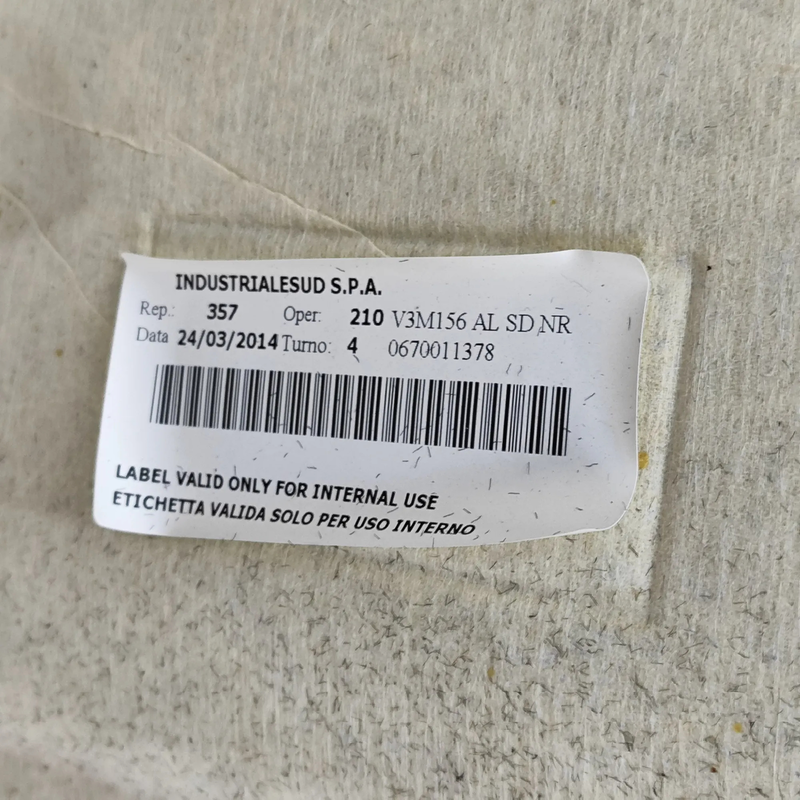 INDUSTRIALESUD S.P.A.
Rep.: 357 Oper: 210 V3M156 AL SD NR
Data 24/03/2014 Turno: 4 0670011378
LABEL VALID ONLY FOR INTERNAL USE
ETICHETTA VALIDA SOLO PER USO INTERNO